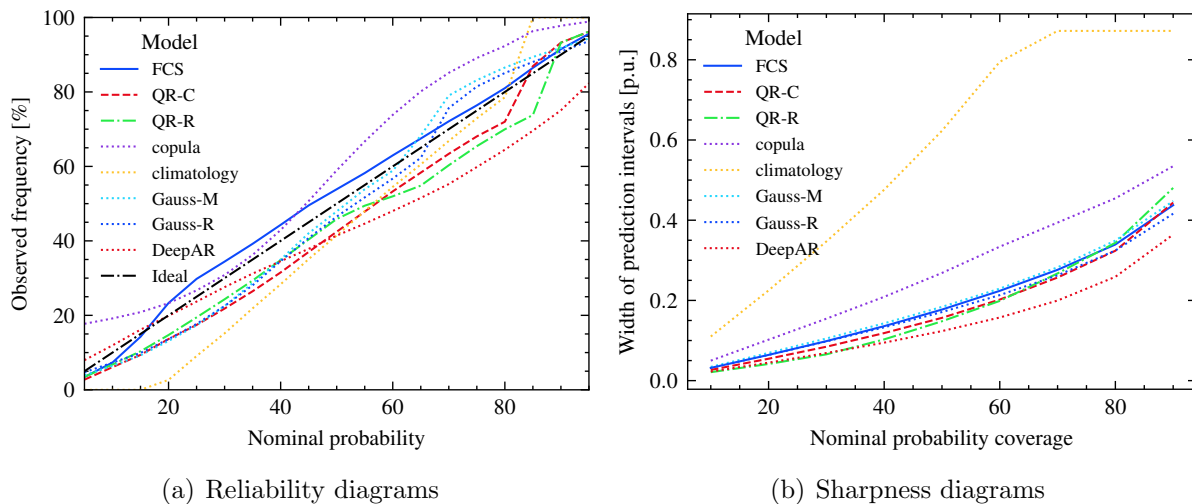 100
80
60
40
20
0
Observed frequency [%]
Model
FCS
QR-C
QR-R
copula
climatology
Gauss-M
Gauss-R
DeepAR
Ideal
20 40 60 80
Nominal probability
(a) Reliability diagrams
0.8
0.6
0.4
0.2
0.0
Width of prediction intervals [p.u.]
Model
FCS
QR-C
QR-R
copula
climatology
Gauss-M
Gauss-R
DeepAR
20 40 60 80
Nominal probability coverage
(b) Sharpness diagrams